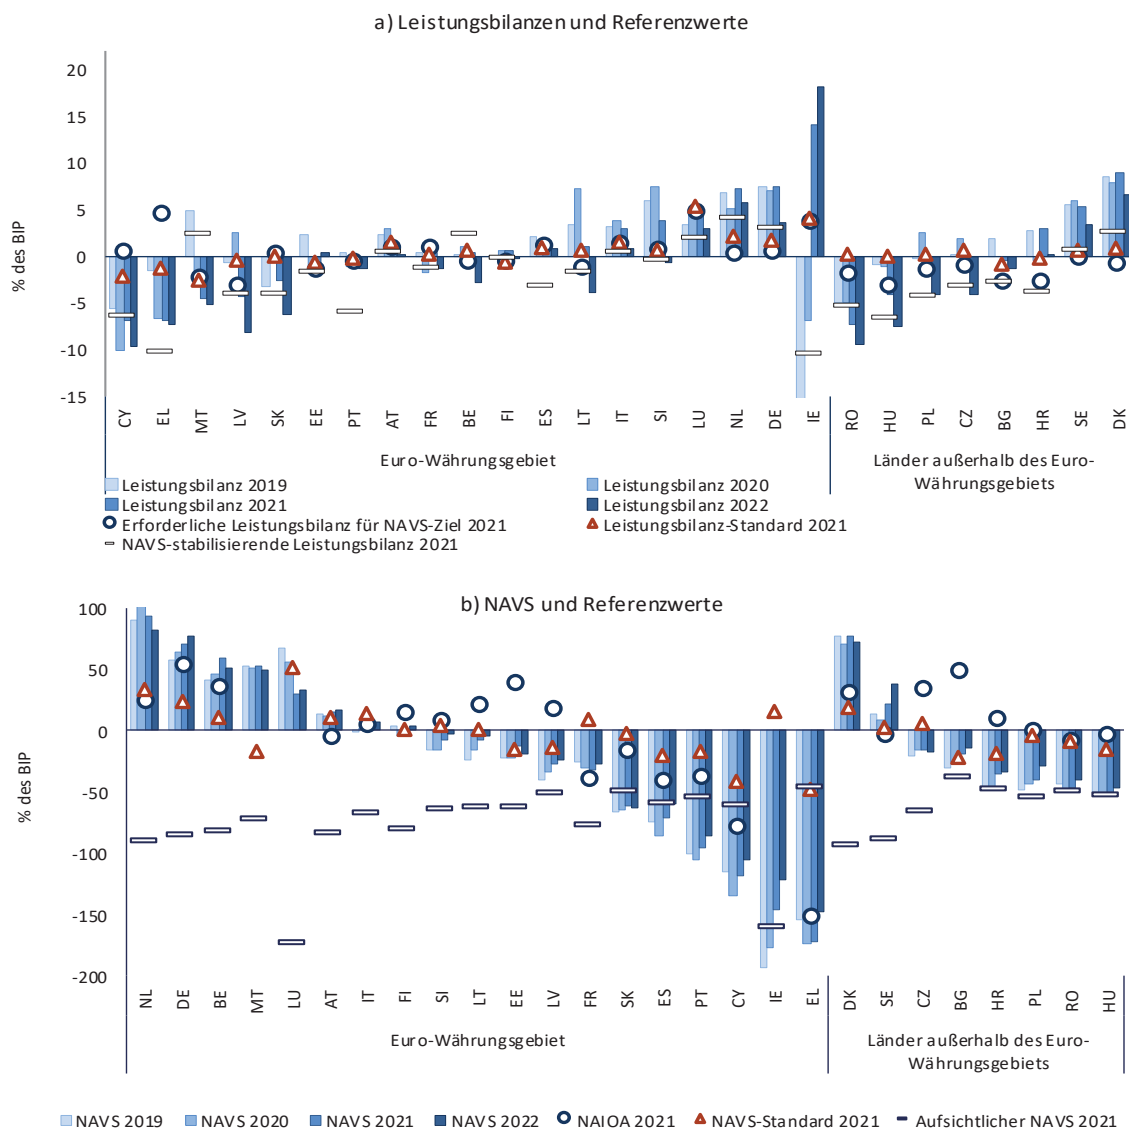 a) Leistungsbilanzen und Referenzwerte
% des BIP
20
15
10
5
0
-5
-10
-15
CY EL MT LV SK EE PT AT FR BE FI ES LT IT SI LU NL DE IE RO HU PL CZ BG HR SE DK
Euro-Währungsgebiet
Länder außerhalb des Euro-
Währungsgebiets
Leistungsbilanz 2019
Leistungsbilanz 2020
Leistungsbilanz 2021
Leistungsbilanz 2022
Erforderliche Leistungsbilanz für NAVS-Ziel 2021
Leistungsbilanz-Standard 2021
NAVS-stabilisierende Leistungsbilanz 2021
b) NAVS und Referenzwerte
% des BIP
100
50
0
-50
-100
-150
-200
NL DE BE MT LU AT IT FI SI LT EE LV FR SK ES PT CY IE EL DK SE CZ BG HR PL RO HU
Euro-Währungsgebiet
Länder außerhalb des Euro-
Währungsgebiets
NAVS 2019 NAVS 2020 NAVS 2021 NAVS 2022 NAIOA 2021 NAVS-Standard 2021 Aufsichtlicher NAVS 2021